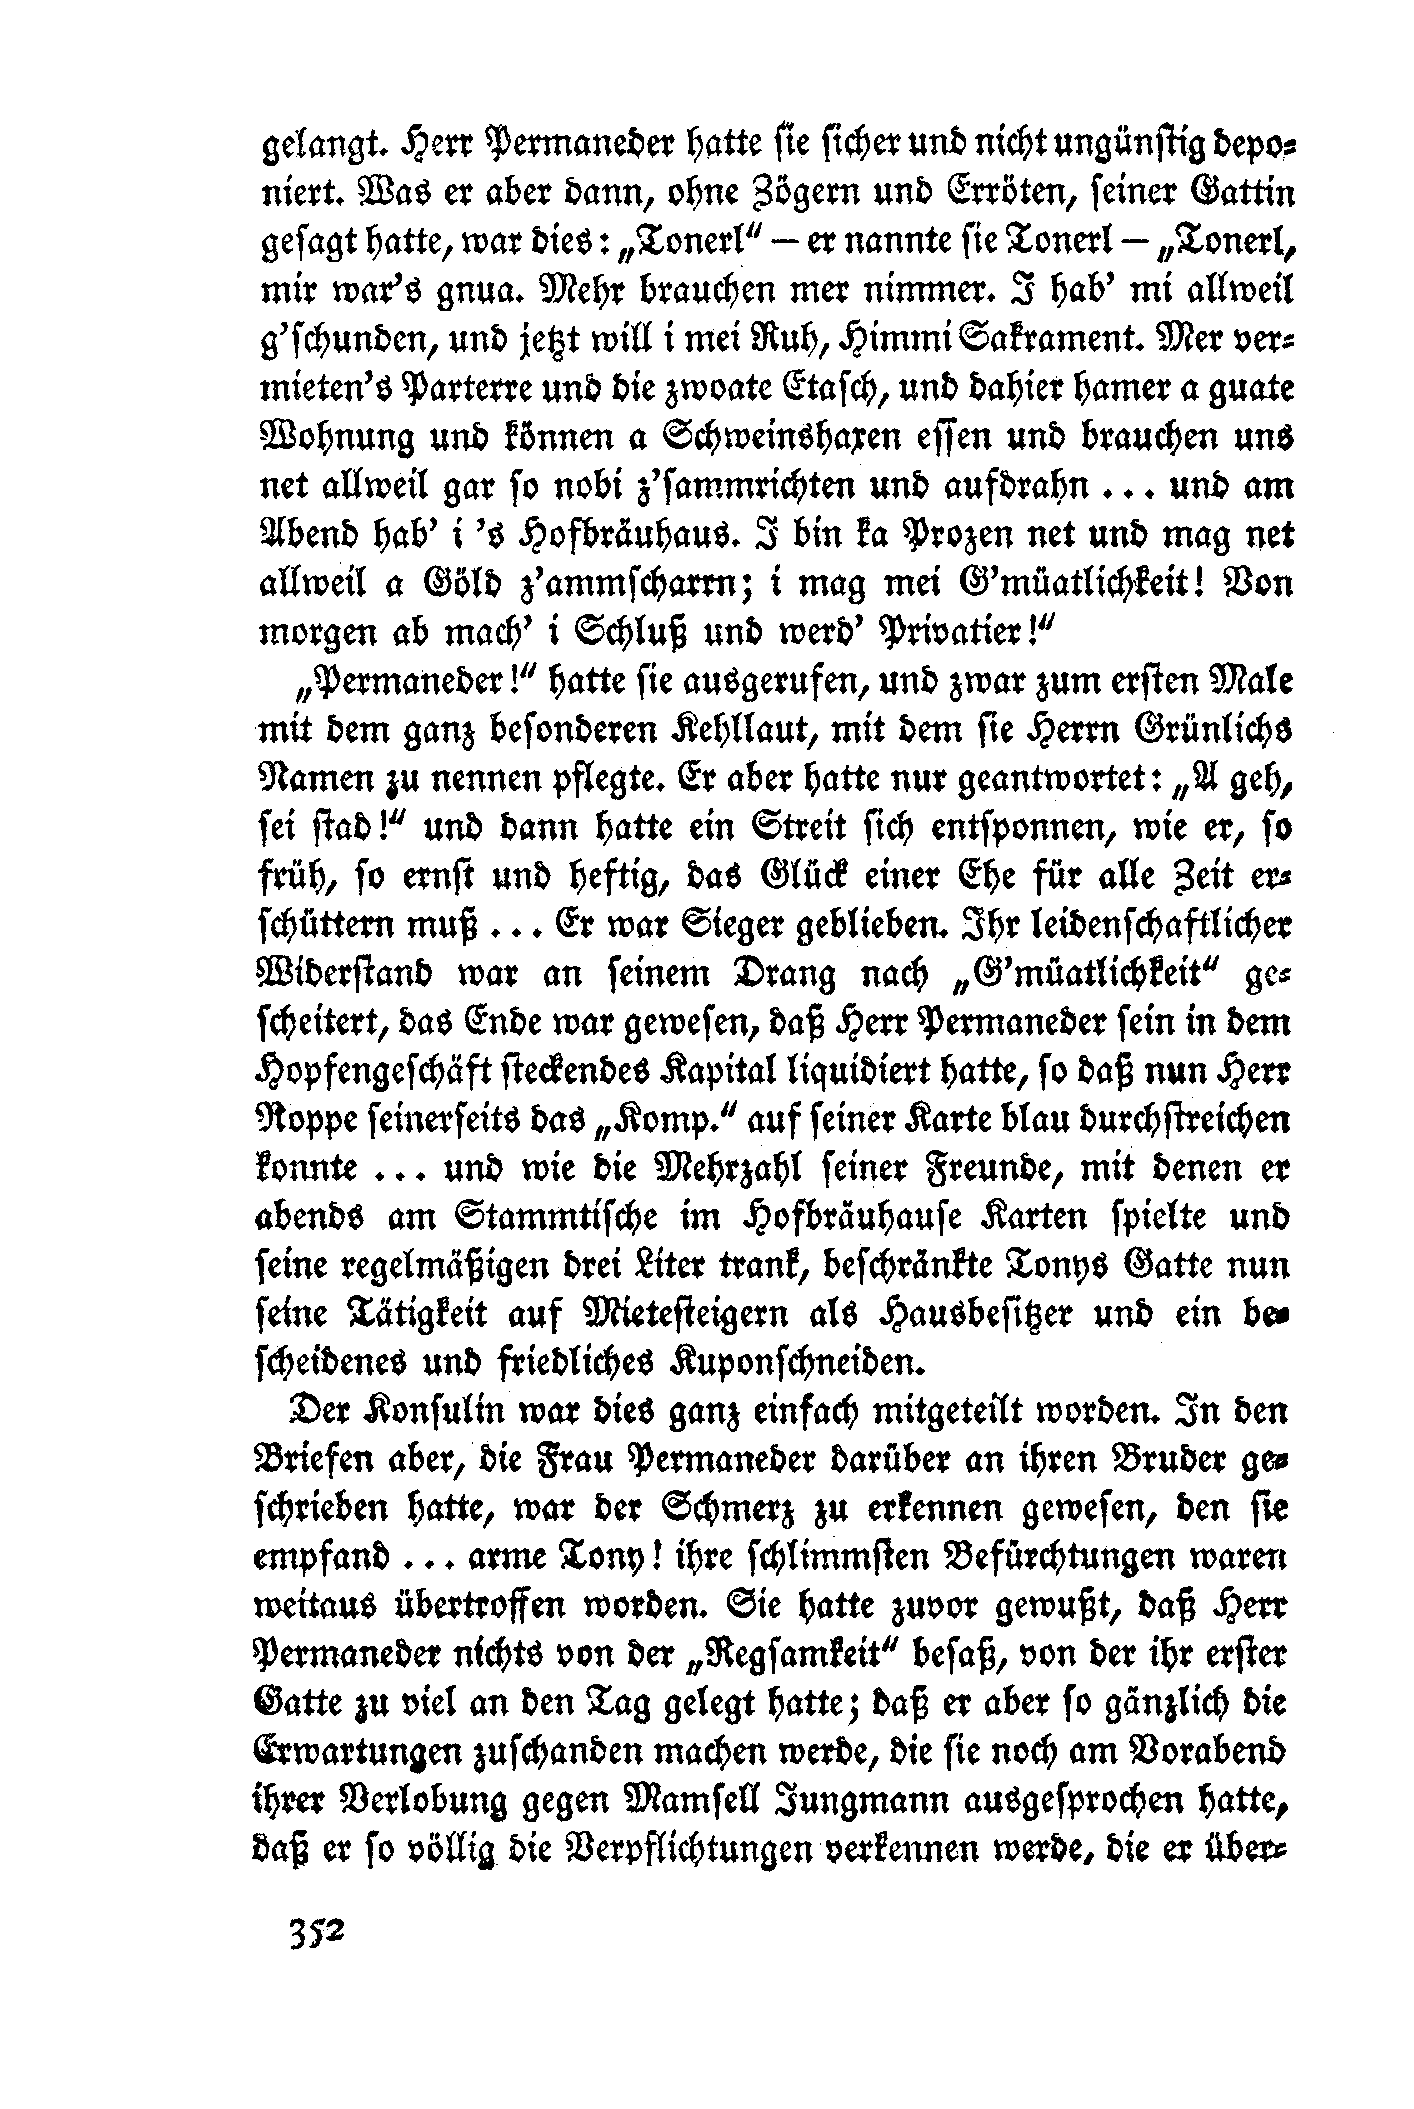 gelangt. Herr Permaneder hatte sie sicher und nicht ungünstig depo-
niert. Was er aber dann, ohne Zögern und Erröten, seiner Gattin
gesagt hatte, war dies: „Tonerl“ — er nannte sie Tonerl — „Tonerl,
mir war's gnua. Mehr brauchen mer nimmer. I hab' mi allweil
g'schunden, und jetzt will i mei Ruh, Himmi Sakrament. Mer ver-
mieten's Parterre und die zwoate Etasch, und dahier hamer a guate
Wohnung und können a Schweinshaxen essen und brauchen uns
net allweil gar so nobi z'sammrichten und aufdrahn ... und am
Abend hab' i 's Hofbräuhaus. I bin ka Prozen net und mag net
allweil a Göld z'ammscharrn; i mag mei G'müatlichkeit! Von
morgen ab mach' i Schluß und werd' Privatier!“
„Permaneder!“ hatte sie ausgerufen, und zwar zum ersten Male
mit dem ganz besonderen Kehllaut, mit dem sie Herrn Grünlichs
Namen zu nennen pflegte. Er aber hatte nur geantwortet: „A geh,
sei stad!“ und dann hatte ein Streit sich entsponnen, wie er, so
früh, so ernst und heftig, das Glück einer Ehe für alle Zeit er-
schüttern muß ... Er war Sieger geblieben. Ihr leidenschaftlicher
Widerstand war an seinem Drang nach „G'müatlichkeit“ ge-
scheitert, das Ende war gewesen, daß Herr Permaneder sein in dem
Hopfengeschäft steckendes Kapital liquidiert hatte, so daß nun Herr
Noppe seinerseits das „Komp.“ auf seiner Karte blau durchstreichen
konnte ... und wie die Mehrzahl seiner Freunde, mit denen er
abends am Stammtische im Hofbräuhause Karten spielte und
seine regelmäßigen drei Liter trank, beschränkte Tonys Gatte nun
seine Tätigkeit auf Mietesteigern als Hausbesitzer und ein be-
scheidenes und friedliches Kuponschneiden.
Der Konsulin war dies ganz einfach mitgeteilt worden. In den
Briefen aber, die Frau Permaneder darüber an ihren Bruder ge-
schrieben hatte, war der Schmerz zu erkennen gewesen, den sie
empfand ... arme Tony! ihre schlimmsten Befürchtungen waren
weitaus übertroffen worden. Sie hatte zuvor gewußt, daß Herr
Permaneder nichts von der „Regsamkeit“ besaß, von der ihr erster
Gatte zu viel an den Tag gelegt hatte; daß er aber so gänzlich die
Erwartungen zuschanden machen werde, die sie noch am Vorabend
ihrer Verlobung gegen Mamsell Jungmann ausgesprochen hatte,
daß er so völlig die Verpflichtungen verkennen werde, die er über-
352